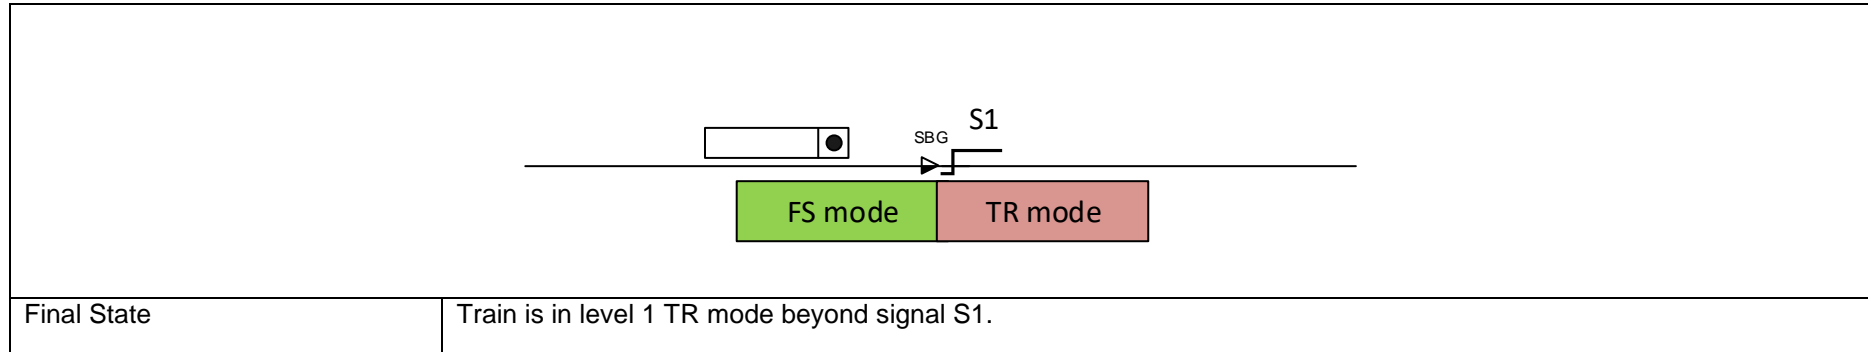 S1
SBG
FS mode TR mode
Final State Train is in level 1 TR mode beyond signal S1.